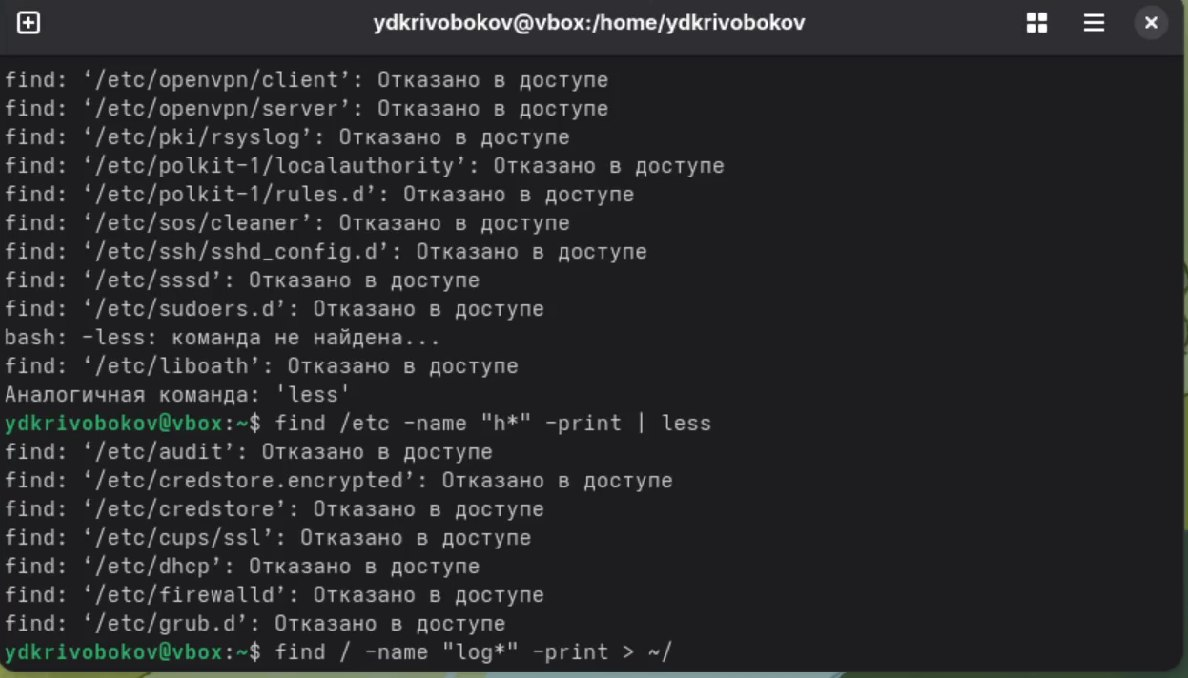 ydkrivobokov@vbox:/home/ydkrivobokov
find: ‘/etc/openvpn/client’: Отказано в доступе
find: ‘/etc/openvpn/server’: Отказано в доступе
find: ‘/etc/pki/rsyslog’: Отказано в доступе
find: ‘/etc/polkit-1/localauthority’: Отказано в доступе
find: ‘/etc/polkit-1/rules.d’: Отказано в доступе
find: ‘/etc/sos/cleaner’: Отказано в доступе
find: ‘/etc/ssh/sshd_config.d’: Отказано в доступе
find: ‘/etc/sssd’: Отказано в доступе
find: ‘/etc/sudoers.d’: Отказано в доступе
bash: -less: команда не найдена...
find: ‘/etc/liboath’: Отказано в доступе
Аналогичная команда: 'less'
ydkrivobokov@vbox:~$ find /etc -name "h*" -print | less
find: ‘/etc/audit’: Отказано в доступе
find: ‘/etc/credstore.encrypted’: Отказано в доступе
find: ‘/etc/credstore’: Отказано в доступе
find: ‘/etc/cups/ssl’: Отказано в доступе
find: ‘/etc/dhcp’: Отказано в доступе
find: ‘/etc/firewalld’: Отказано в доступе
find: ‘/etc/grub.d’: Отказано в доступе
ydkrivobokov@vbox:~$ find / -name "log*" -print > ~/